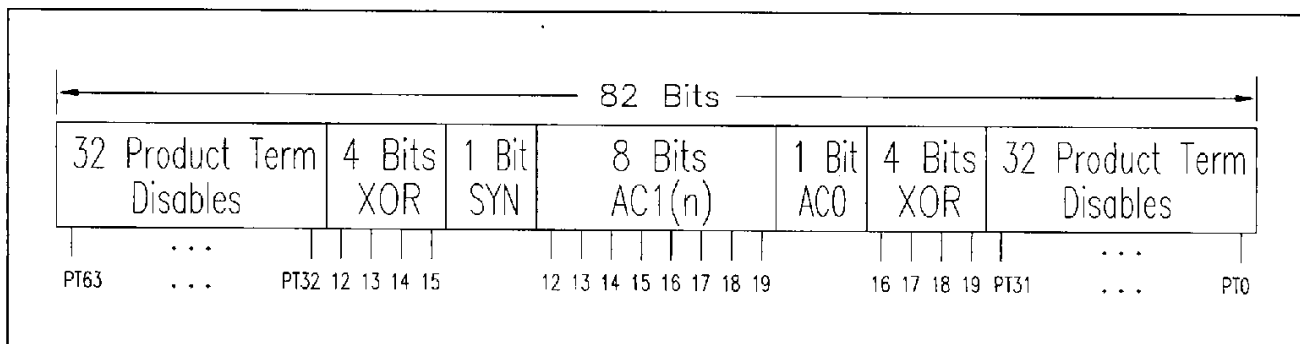 82 Bits
32 Product Term Disables
4 Bits XOR
1 Bit SYN
8 Bits AC1(n)
1 Bit AC0
4 Bits XOR
32 Product Term Disables
PT63 ... PT32 12 13 14 15 12 13 14 15 16 17 18 19 16 17 18 19 PT31 ... PT0